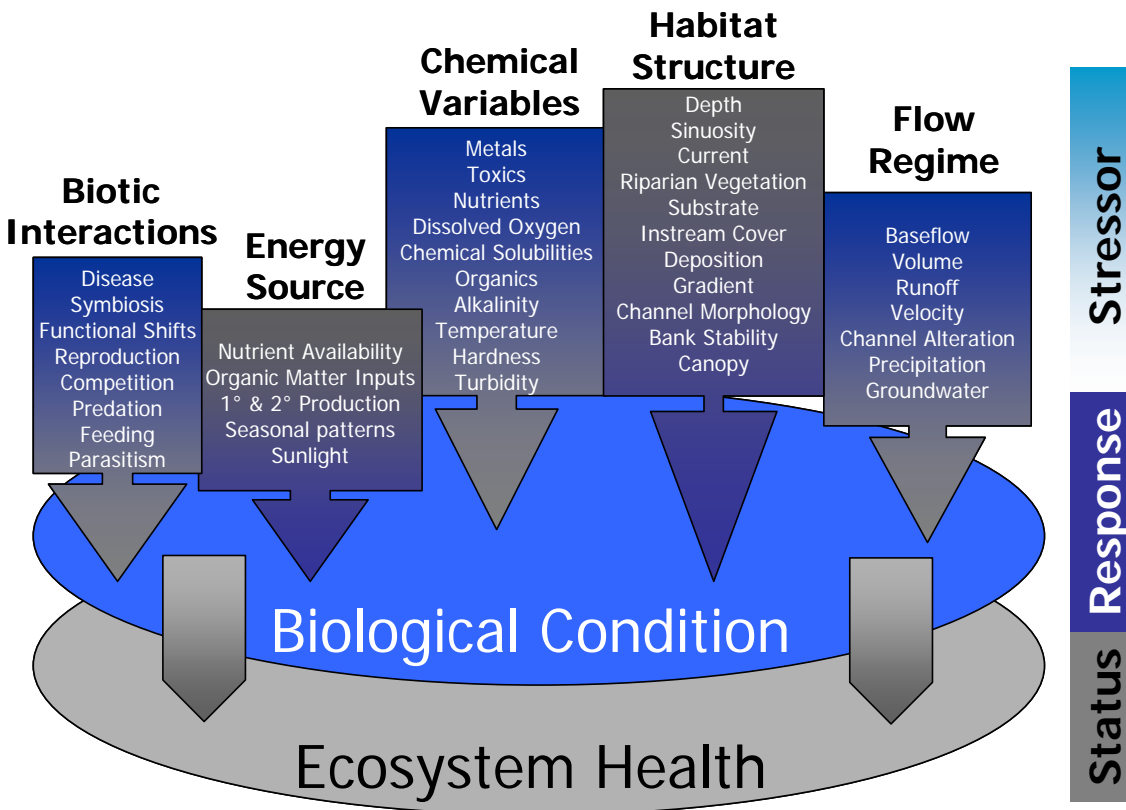 Biotic
Interactions
Disease
Symbiosis
Functional Shifts
Reproduction
Competition
Predation
Feeding
Parasitism
Energy
Source
Nutrient Availability
Organic Matter Inputs
1° & 2° Production
Seasonal patterns
Sunlight
Chemical
Variables
Metals
Toxics
Nutrients
Dissolved Oxygen
Chemical Solubilities
Organics
Alkalinity
Temperature
Hardness
Turbidity
Habitat
Structure
Depth
Sinuosity
Current
Riparian Vegetation
Substrate
Instream Cover
Deposition
Gradient
Channel Morphology
Bank Stability
Canopy
Flow
Regime
Baseflow
Volume
Runoff
Velocity
Channel Alteration
Precipitation
Groundwater
Biological Condition
Ecosystem Health
Stressor
Response
Status